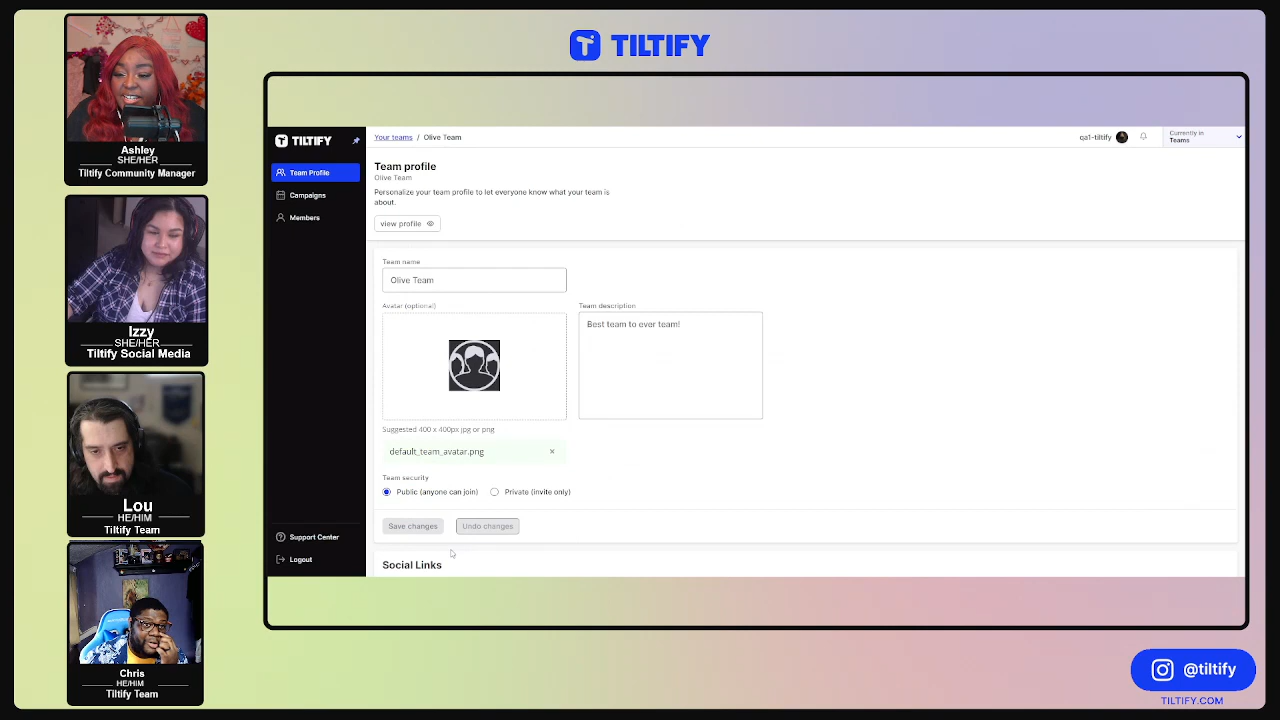 TILTIFY
Ashley
SHE/HER
Tiltify Community Manager
Izzy
SHE/HER
Tiltify Social Media
Lou
HE/HIM
Tiltify Team
Chris
HE/HIM
Tiltify Team
TILTIFY
Team Profile
Campaigns
Members
Support Center
Logout
Your teams / Olive Team
qa1-tiltify
Currently in
Teams
Team profile
Olive Team
Personalize your team profile to let everyone know what your team is
about.
view profile
Team name
Olive Team
Avatar (optional)
Team description
Best team to ever team!
Suggested 400 x 400px jpg or png
default_team_avatar.png ×
Team security
Public (anyone can join) Private (invite only)
Save changes Undo changes
Social Links
@tiltify
TILTIFY.COM